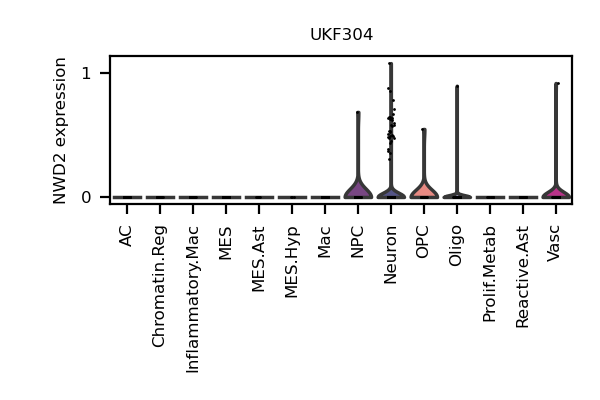 UKF304
NWD2 expression
1
0
AC
Chromatin.Reg
Inflammatory.Mac
MES
MES.Ast
MES.Hyp
Mac
NPC
Neuron
OPC
Oligo
Prolif.Metab
Reactive.Ast
Vasc